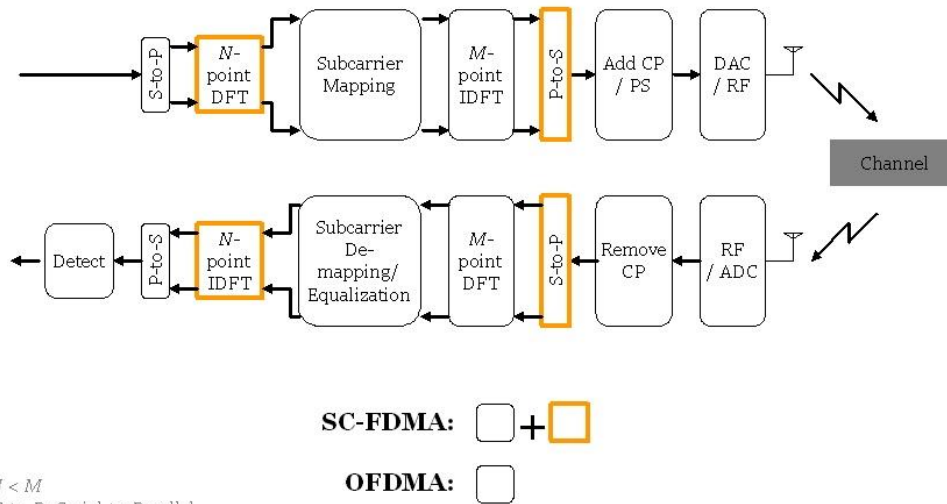 S-to-P
N-
point
DFT
Subcarrier
Mapping
M-
point
IDFT
P-to-S
Add CP
/ PS
DAC
/ RF
Channel
Detect
P-to-S
N-
point
IDFT
Subcarrier
De-
mapping/
Equalization
M-
point
DFT
S-to-P
Remove
CP
RF
/ ADC
SC-FDMA: +
OFDMA:
< M